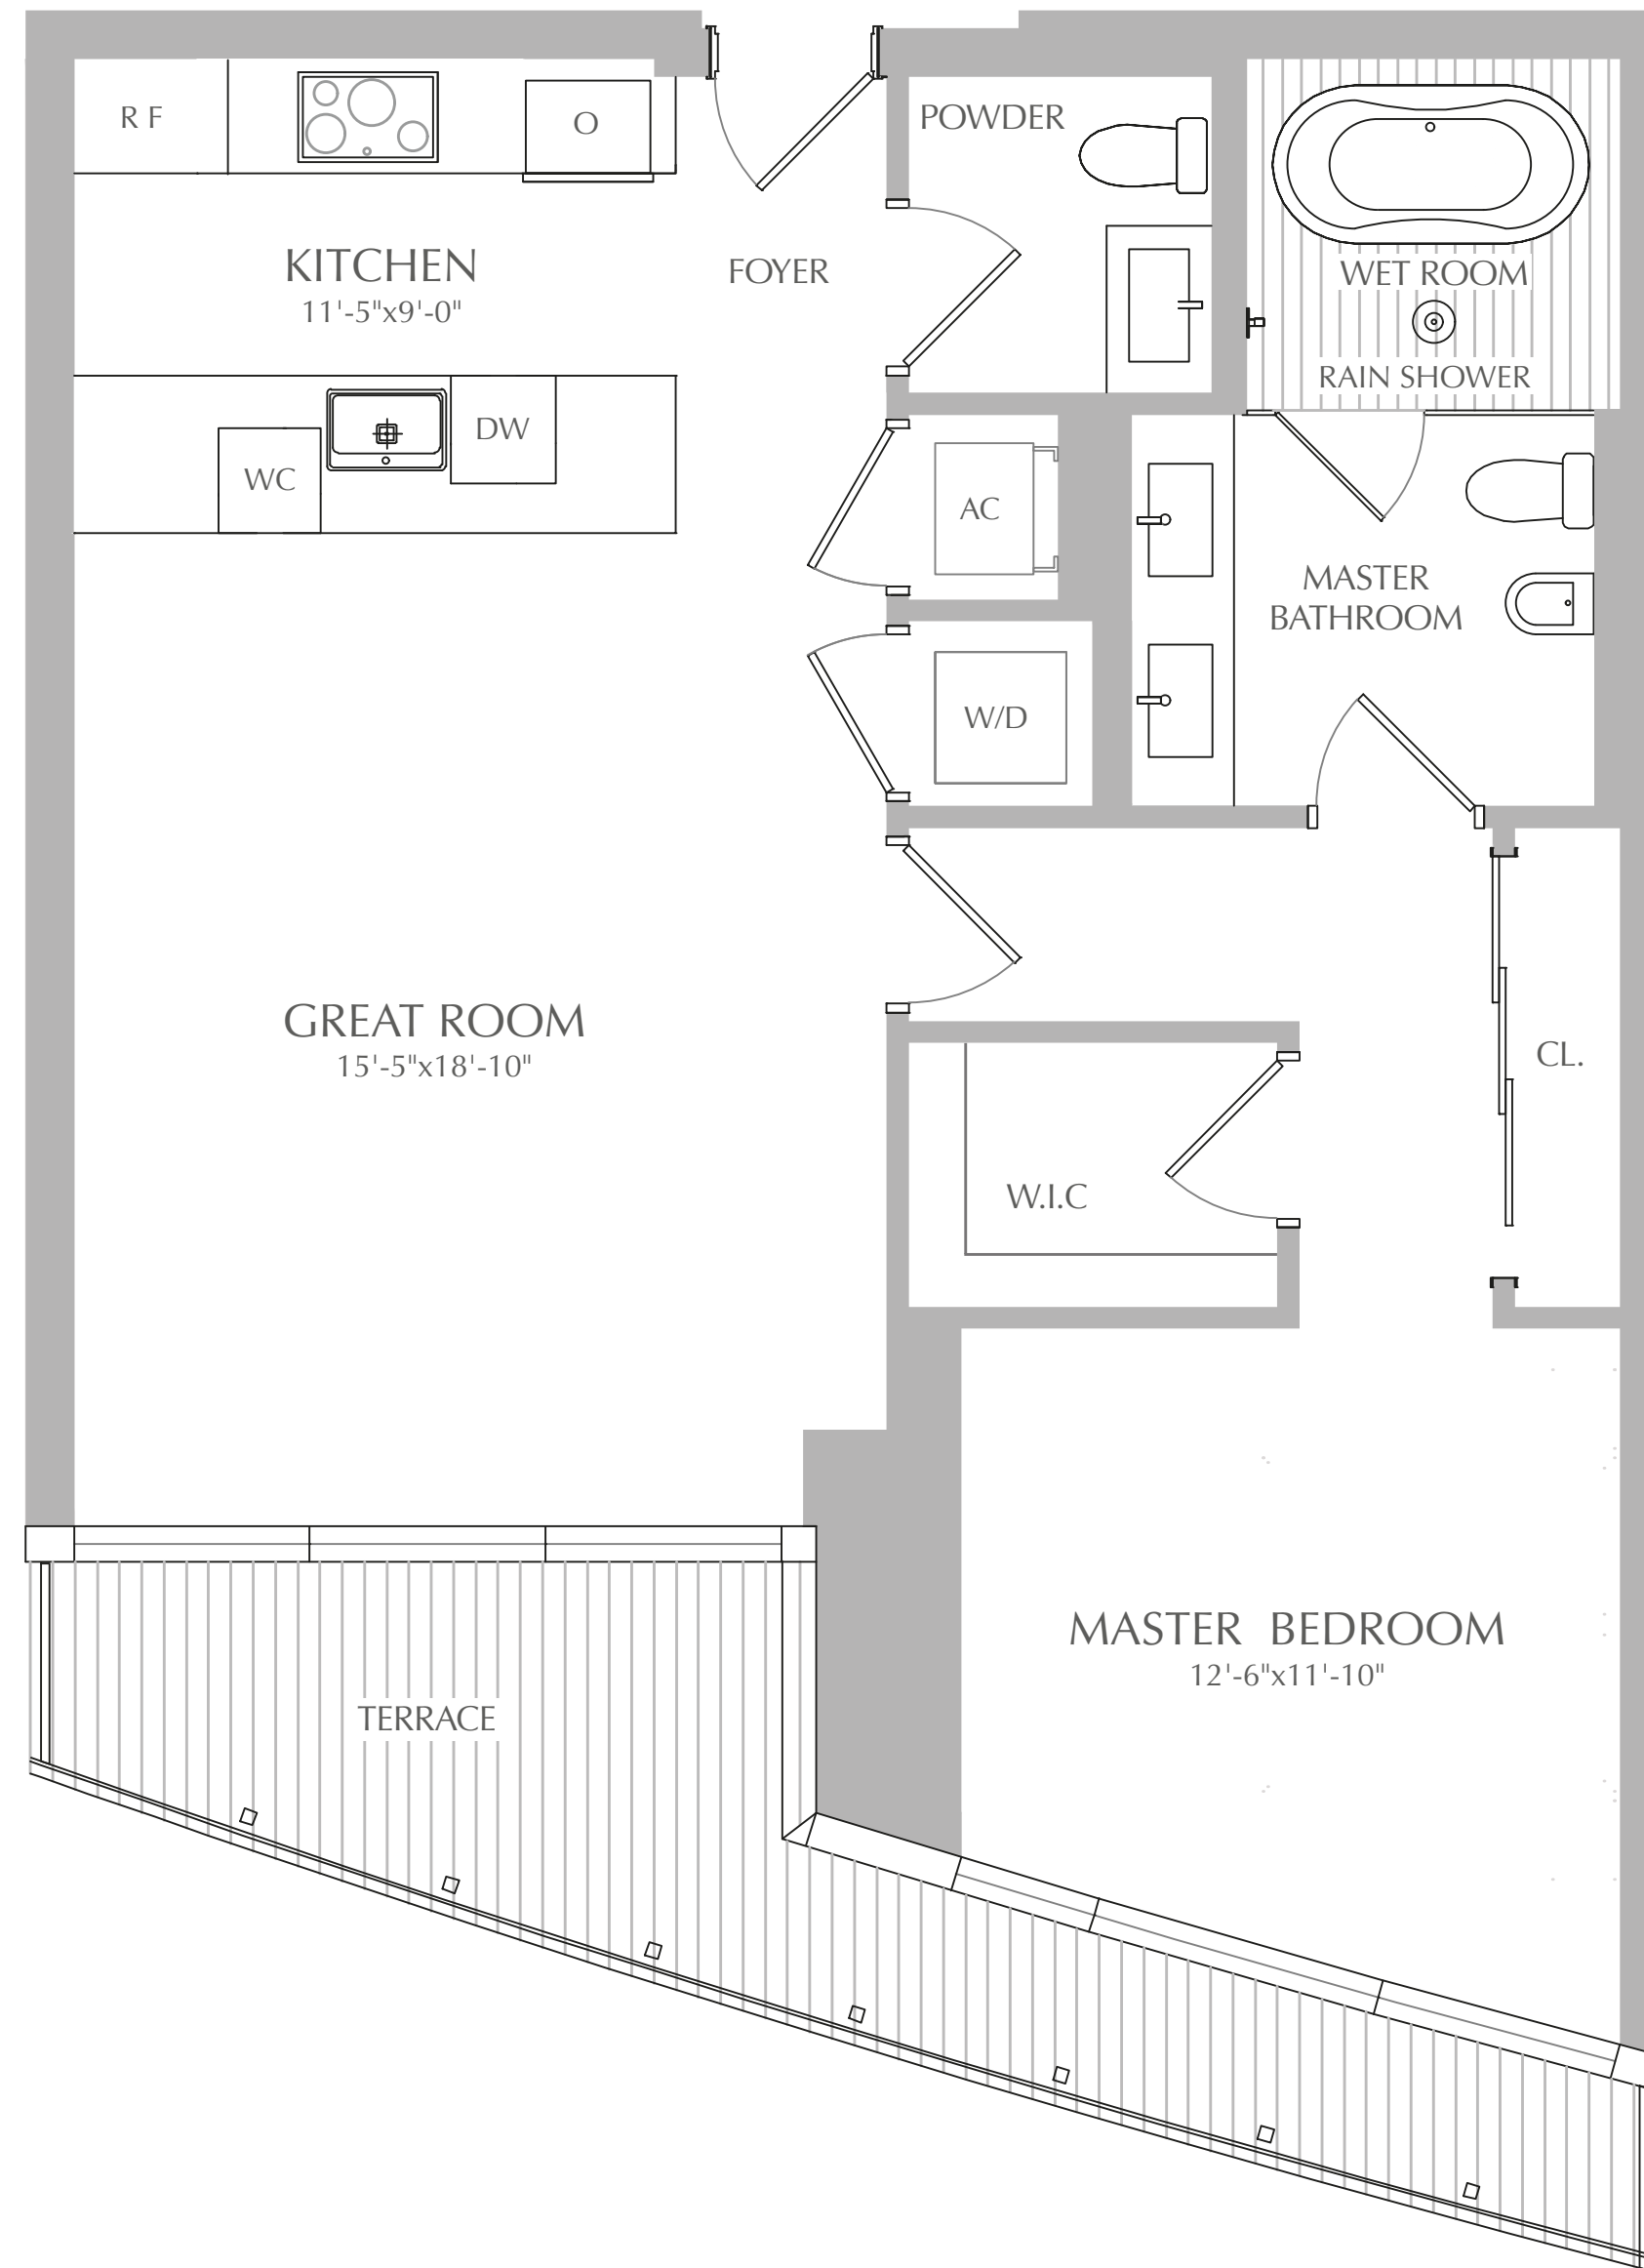 R F
O
POWDER
KITCHEN
11'-5"x9'-0"
FOYER
WET ROOM
RAIN SHOWER
WC
DW
AC
MASTER
BATHROOM
W/D
GREAT ROOM
15'-5"x18'-10"
CL.
W.I.C
MASTER BEDROOM
12'-6"x11'-10"
TERRACE